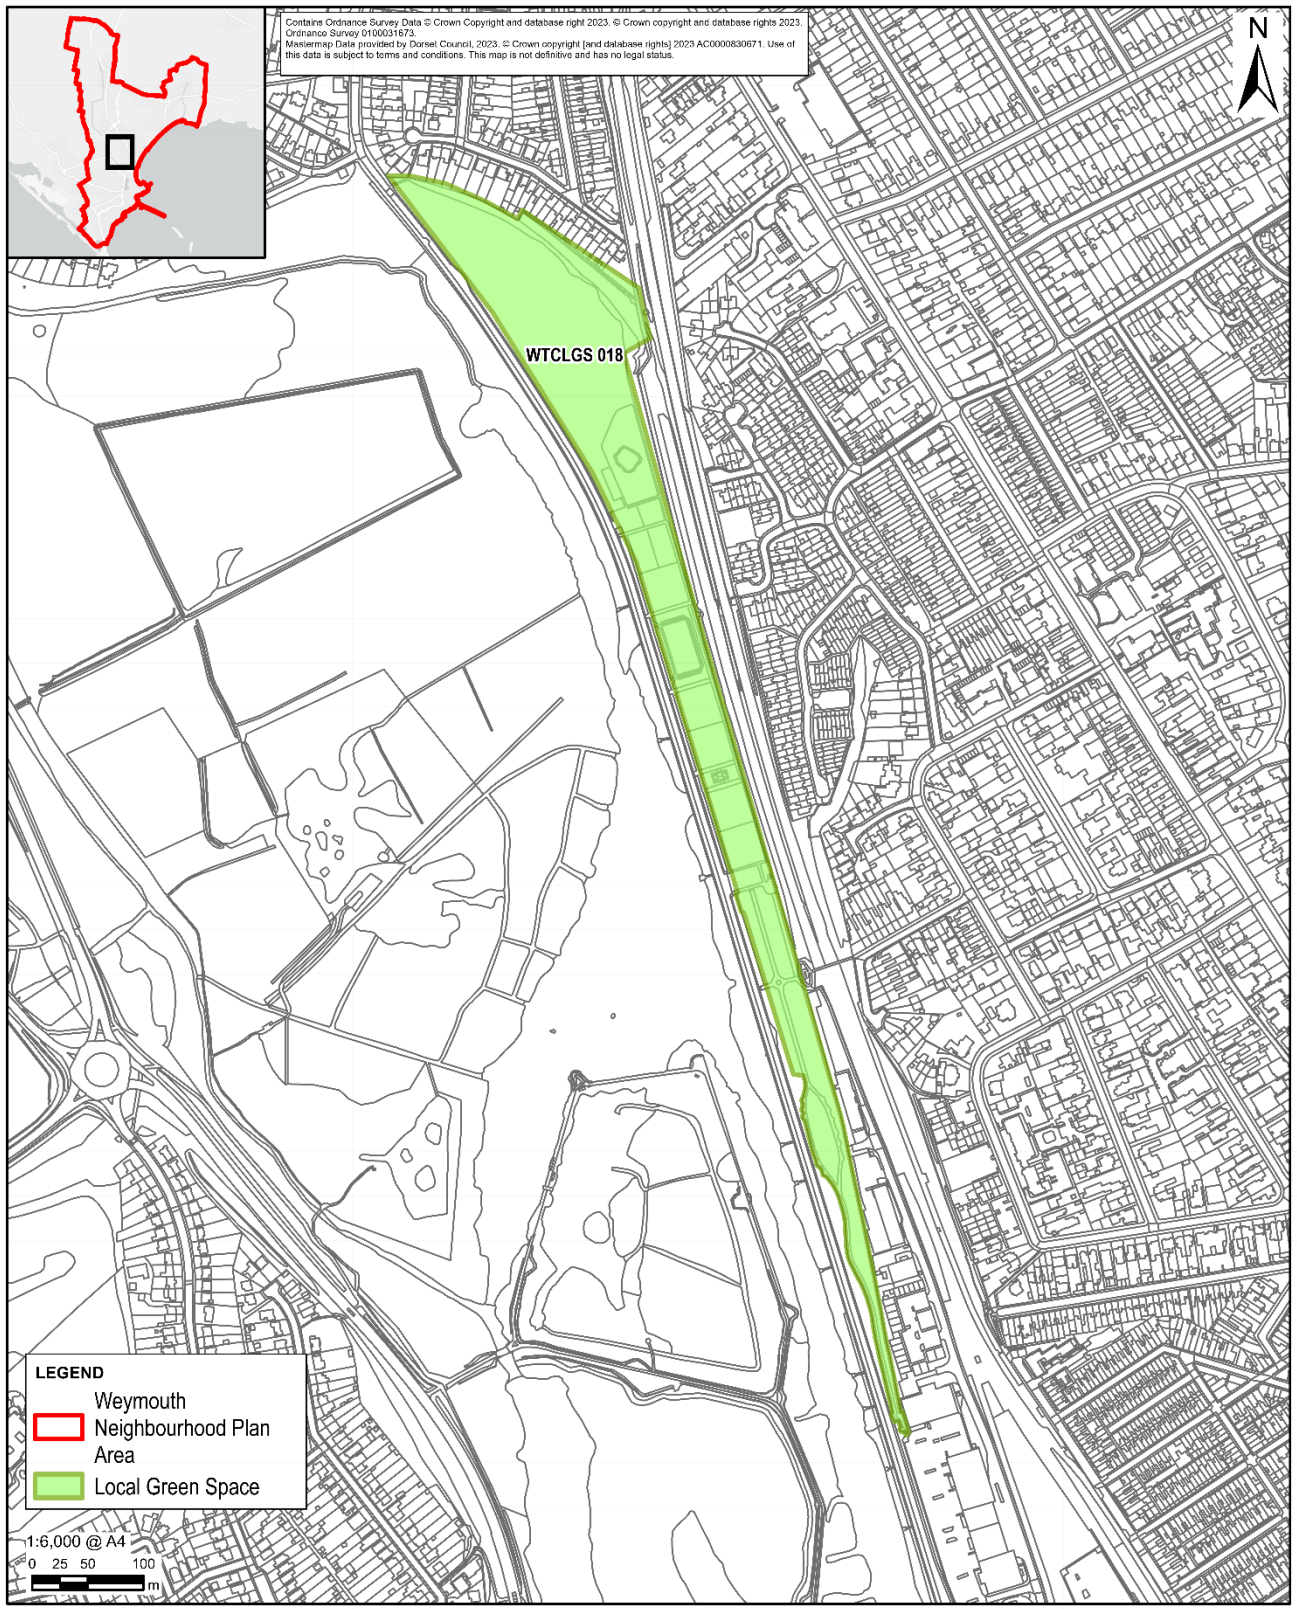 Contains Ordnance Survey Data © Crown Copyright and database right 2023. © Crown copyright and database rights 2023.
Ordnance Survey 0100031673.
Mastermap Data provided by Dorset Council, 2023. © Crown copyright [and database rights] 2023 AC0000830671. Use of
this data is subject to terms and conditions. This map is not definitive and has no legal status.
N
WTCLGS 018
LEGEND
Weymouth
Neighbourhood Plan
Area
Local Green Space
1:6,000 @ A4
0 25 50 100
m